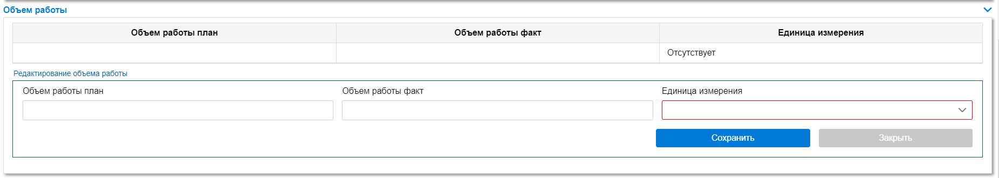 Объем работы
Объем работы план Объем работы факт Единица измерения
Отсутствует
Редактирование объема работы
Объем работы план Объем работы факт Единица измерения
Сохранить Закрыть